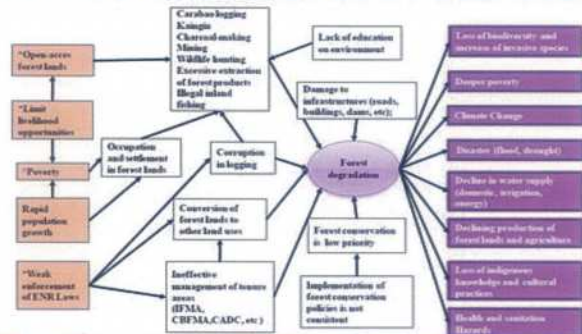 *Open-acces
forest lands
*Limit
livelihood
opportunities
*Poverty
Rapid
population
growth
*Weak
enforcement
of ENR Laws
Occupation
and settlement
in forest lands
Carabao logging
Kaingin
Charcoal-making
Mining
Wildlife hunting
Excessive extraction
of forest products
Illegal inland
fishing
Corruption
in logging
Conversion of
forest lands to
other land uses
Ineffective
management of tenure
areas
(IFMA,
CBFMA,CADC, etc )
Lack of education
on environment
Damage to
infrastructures (roads,
buildings, dams, etc);
Forest
degradation
Forest conservation
is low priority
Implementation of
forest conservation
policies is not
consistent
Loss of biodiversity and
increase of invasive species
Deeper poverty
Climate Change
Disaster (flood, drought)
Decline in water supply
(domestic, irrigation,
energy)
Declining production of
forest lands and agriculture
Loss of indigenous
knowledge and cultural
practices
Health and sanitation
Hazards